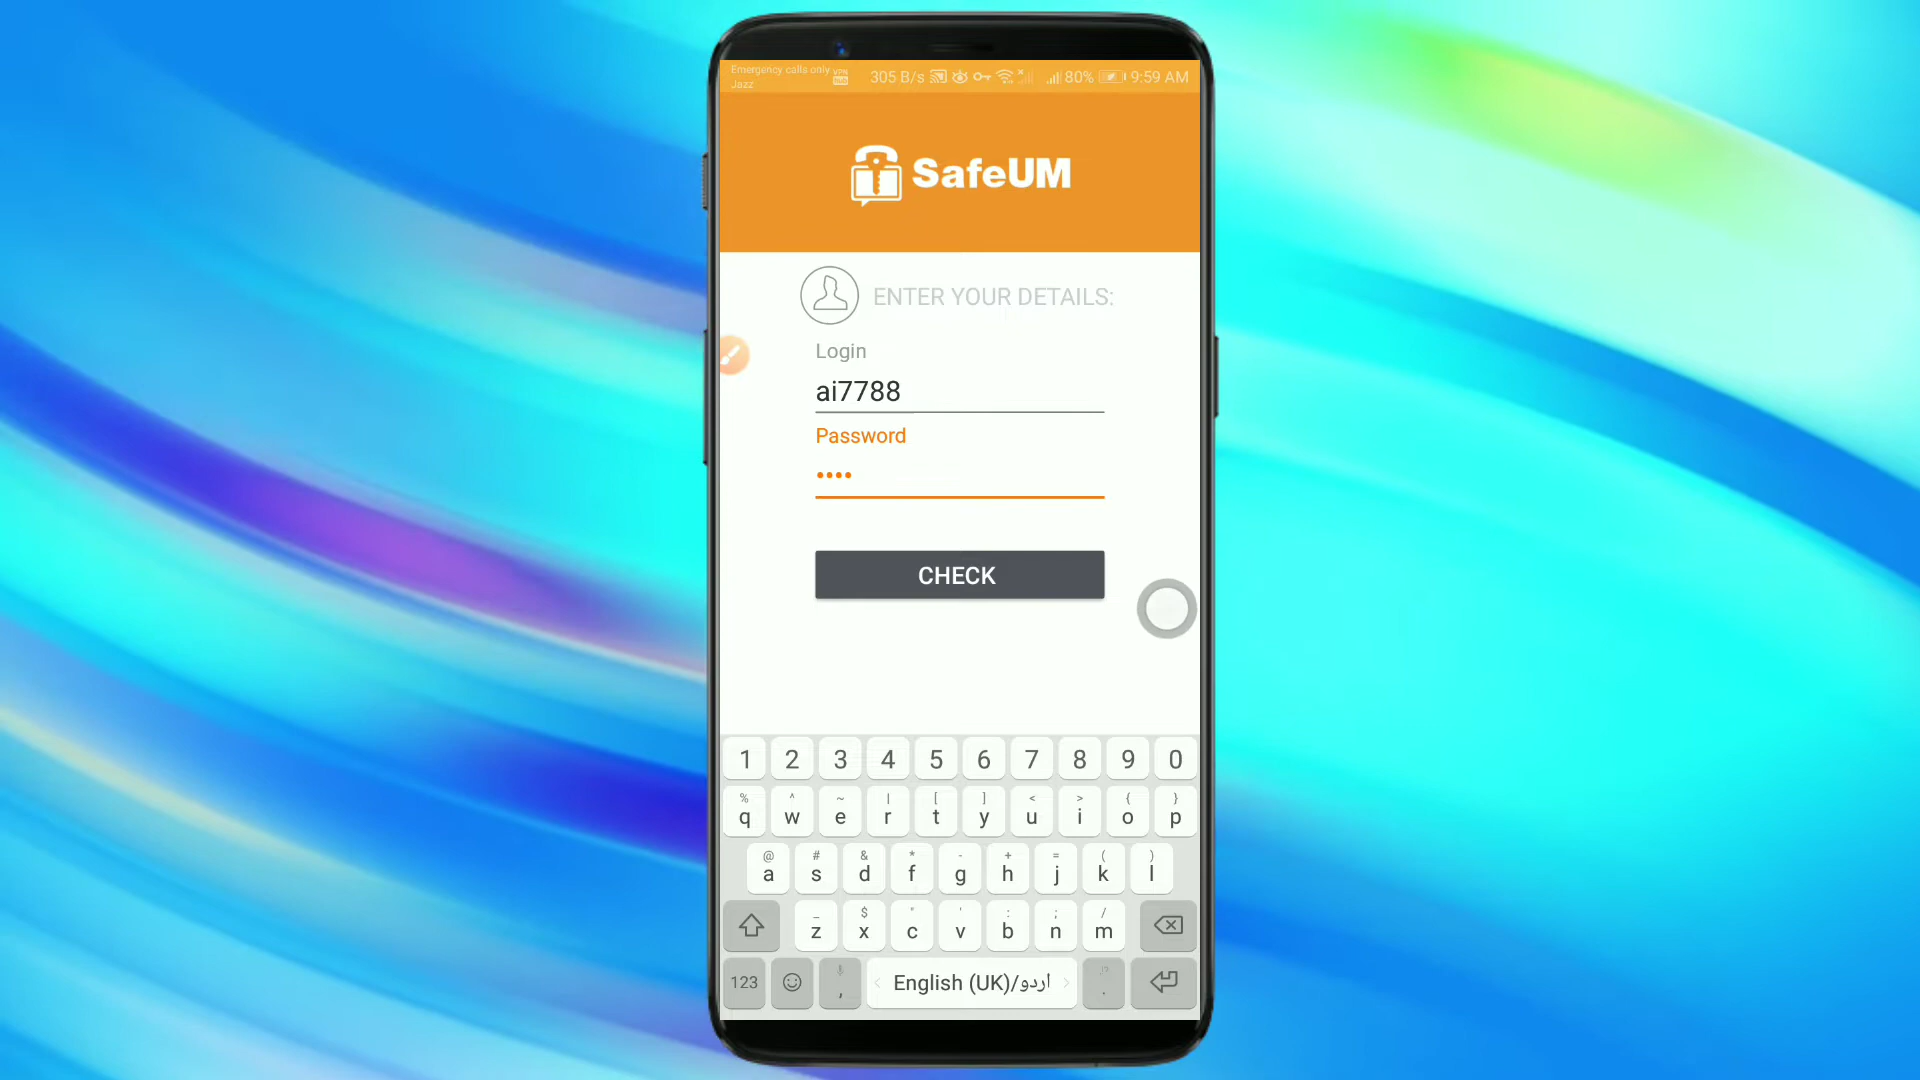 Emergency calls only VPN
Jazz
305 B/s 80% 9:59 AM
SafeUM
ENTER YOUR DETAILS:
Login
ai7788
Password
••••
CHECK
1 2 3 4 5 6 7 8 9 0
% ^ ~ | [ ] < > { }
q w e r t y u i o p
@ # & * - + = ( )
a s d f g h j k l
_ $ " ' : ; /
z x c v b n m
!?
123 , English (UK)/اردو .